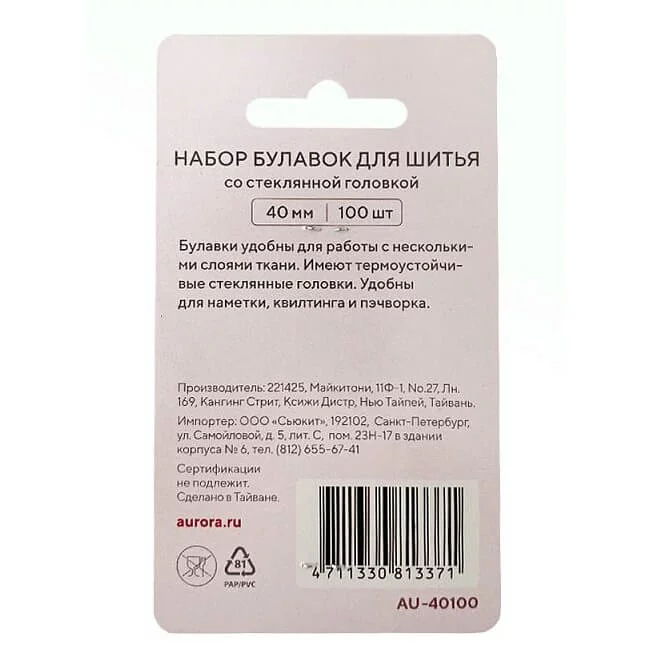 НАБОР БУЛАВОК ДЛЯ ШИТЬЯ
СО СТЕКЛЯННОЙ ГОЛОВКОЙ
40 мм | 100 шт
Булавки удобны для работы с нескольки-
ми слоями ткани. Имеют термоустойчи-
вые стеклянные головки. Удобны
для наметки, квилтинга и пэчворка.
Производитель: 221425, Майкитони, 11Ф-1, No.27, Лн.
169, Кангинг Стрит, Ксижи Дистр, Нью Тайпей, Тайвань.
Импортер: ООО «Сьюкит», 192102, Санкт-Петербург,
ул. Самойловой, д. 5, лит. С, пом. 23Н-17 в здании
корпуса № 6, тел. (812) 655-67-41
Сертификации
не подлежит.
Сделано в Тайване.
aurora.ru
81
PAP/PVC
4 711330 813371
AU-40100